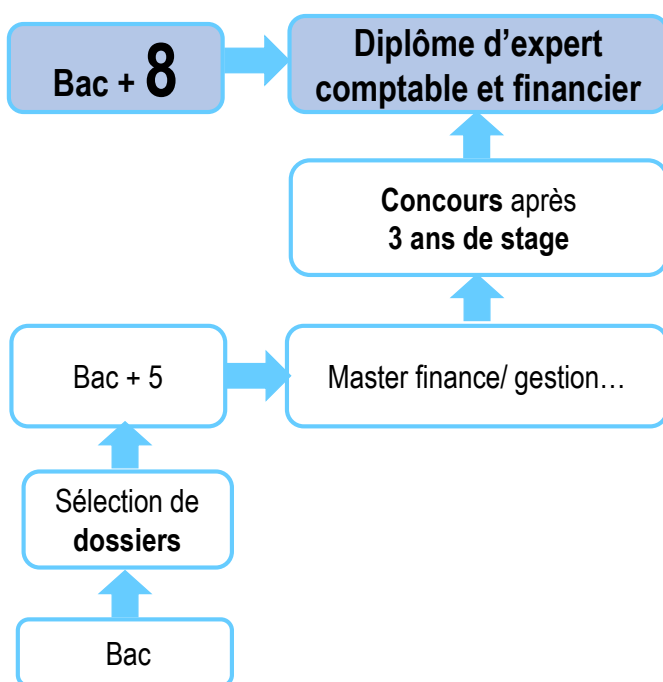 Bac + 8
Diplôme d’expert
comptable et financier
Concours après
3 ans de stage
Bac + 5
Master finance/ gestion…
Sélection de
dossiers
Bac